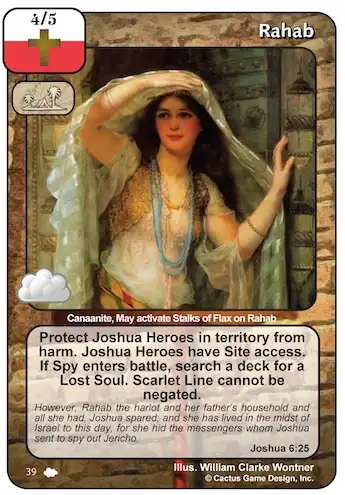 4/5
Rahab
Canaanite, May activate Stalks of Flax on Rahab
Protect Joshua Heroes in territory from
harm. Joshua Heroes have Site access.
If Spy enters battle, search a deck for a
Lost Soul. Scarlet Line cannot be
negated.
However, Rahab the harlot and her father's household and
all she had, Joshua spared; and she has lived in the midst of
Israel to this day, for she hid the messengers whom Joshua
sent to spy out Jericho.
Joshua 6:25
39
Illus. William Clarke Wontner
© Cactus Game Design, Inc.